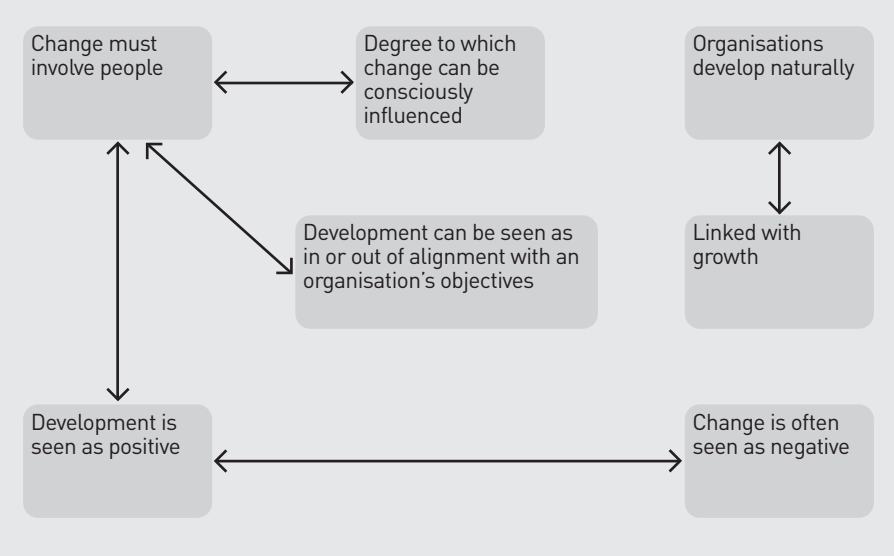 Change must
involve people
Degree to which
change can be
consciously
influenced
Organisations
develop naturally
Development can be seen as
in or out of alignment with an
organisation’s objectives
Linked with
growth
Development is
seen as positive
Change is often
seen as negative